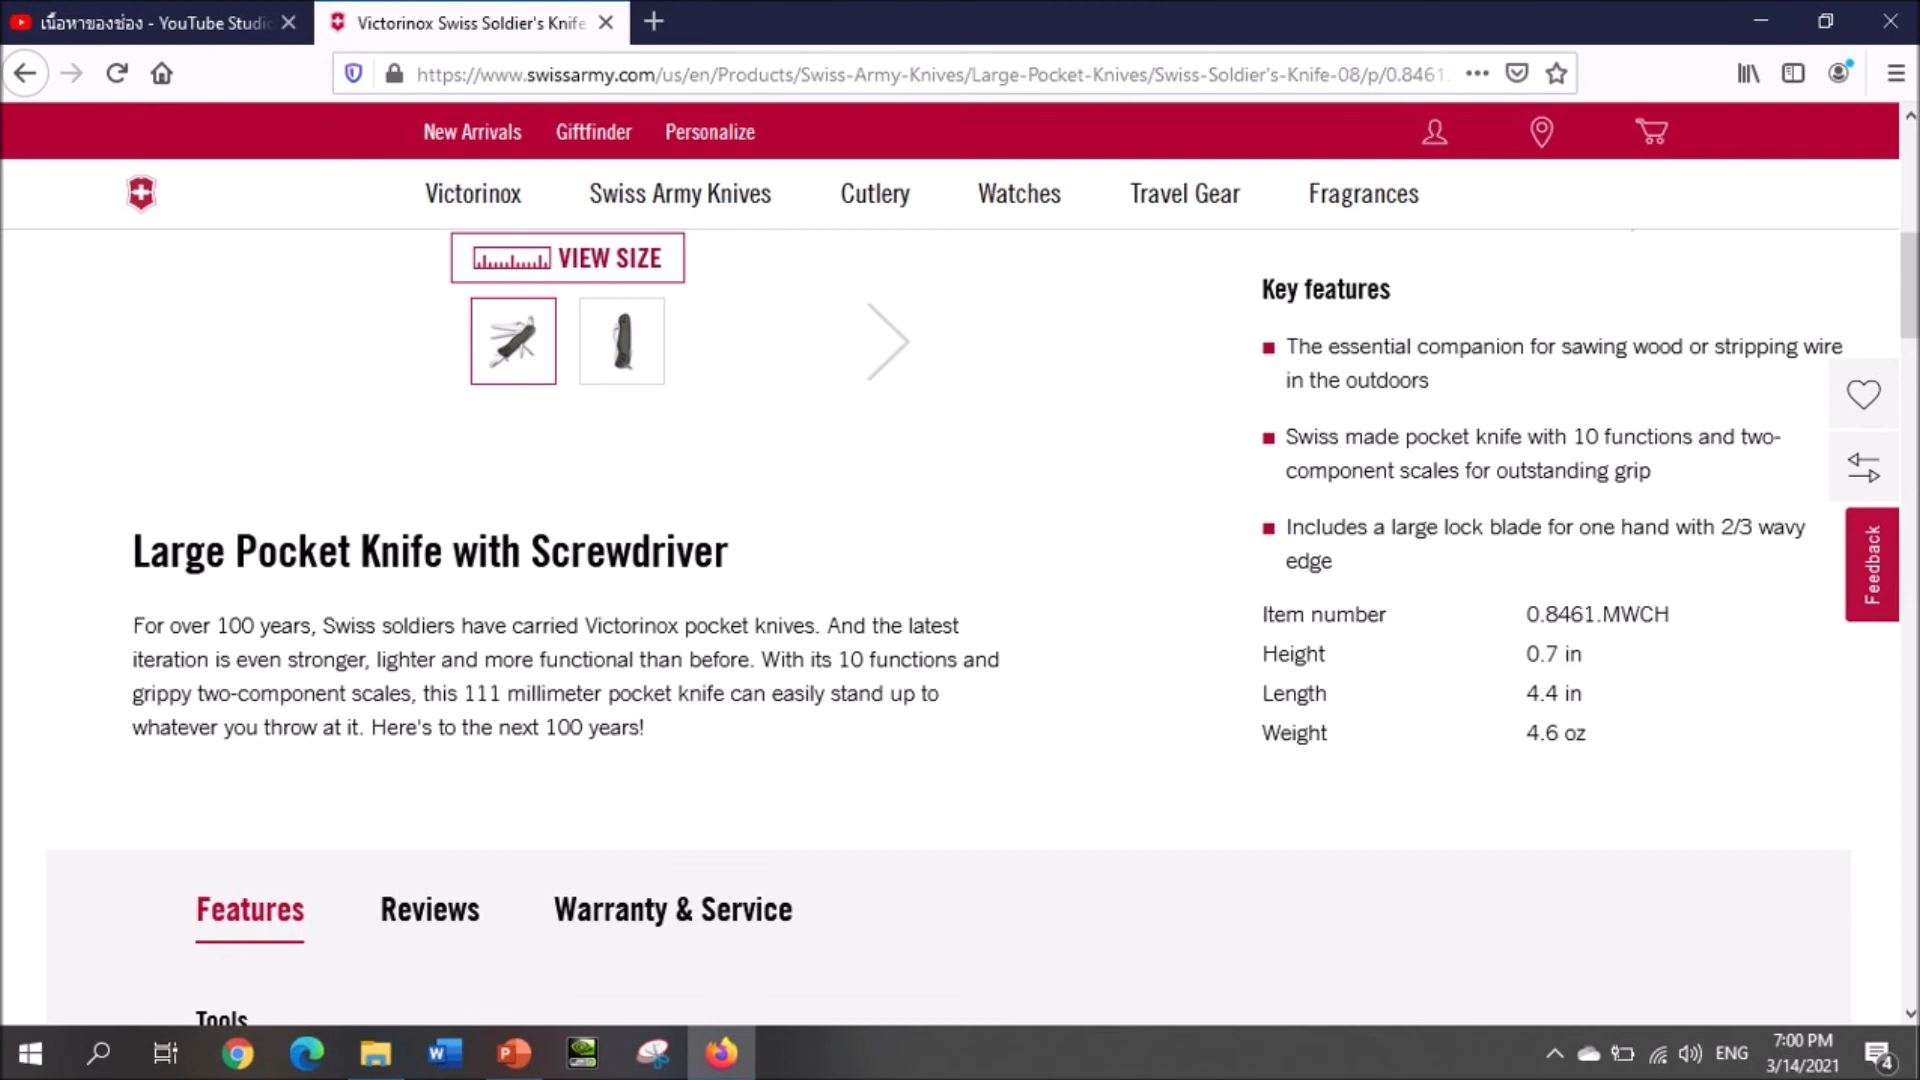 เนื้อหาของช่อง - YouTube Studio
Victorinox Swiss Soldier's Knife
https://www.swissarmy.com/us/en/Products/Swiss-Army-Knives/Large-Pocket-Knives/Swiss-Soldier's-Knife-08/p/0.8461.
New Arrivals Giftfinder Personalize
Victorinox Swiss Army Knives Cutlery Watches Travel Gear Fragrances
VIEW SIZE
Large Pocket Knife with Screwdriver
For over 100 years, Swiss soldiers have carried Victorinox pocket knives. And the latest
iteration is even stronger, lighter and more functional than before. With its 10 functions and
grippy two-component scales, this 111 millimeter pocket knife can easily stand up to
whatever you throw at it. Here's to the next 100 years!
Key features
The essential companion for sawing wood or stripping wire
in the outdoors
Swiss made pocket knife with 10 functions and two-
component scales for outstanding grip
Includes a large lock blade for one hand with 2/3 wavy
edge
Item number 0.8461.MWCH
Height 0.7 in
Length 4.4 in
Weight 4.6 oz
Feedback
Features Reviews Warranty & Service
Tools
ENG
7:00 PM
3/14/2021
4